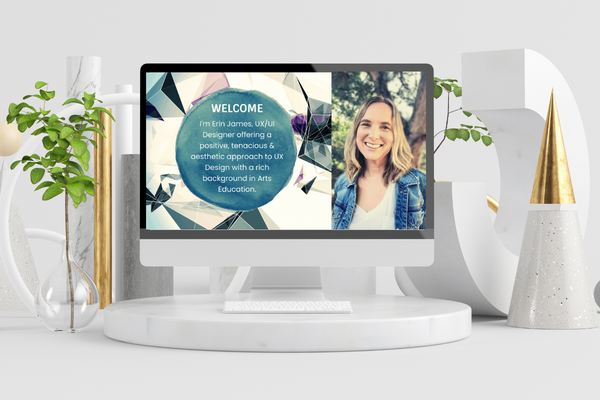 WELCOME
I'm Erin James, UX/UI
Designer offering a
positive, tenacious &
aesthetic approach to UX
Design with a rich
background in Arts
Education.